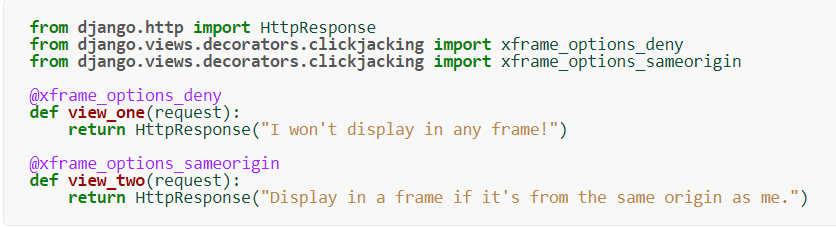 from django.http import HttpResponse
from django.views.decorators.clickjacking import xframe_options_deny
from django.views.decorators.clickjacking import xframe_options_sameorigin

@xframe_options_deny
def view_one(request):
    return HttpResponse("I won't display in any frame!")

@xframe_options_sameorigin
def view_two(request):
    return HttpResponse("Display in a frame if it's from the same origin as me.")